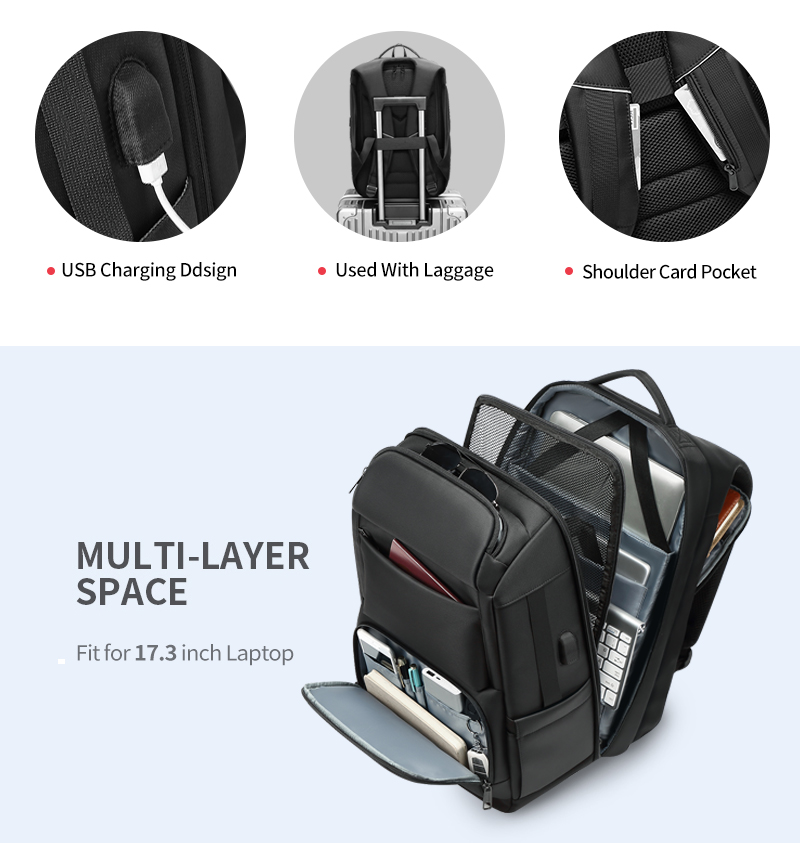 USB Charging Ddsign
Used With Laggage
Shoulder Card Pocket
MULTI-LAYER
SPACE
Fit for 17.3 inch Laptop